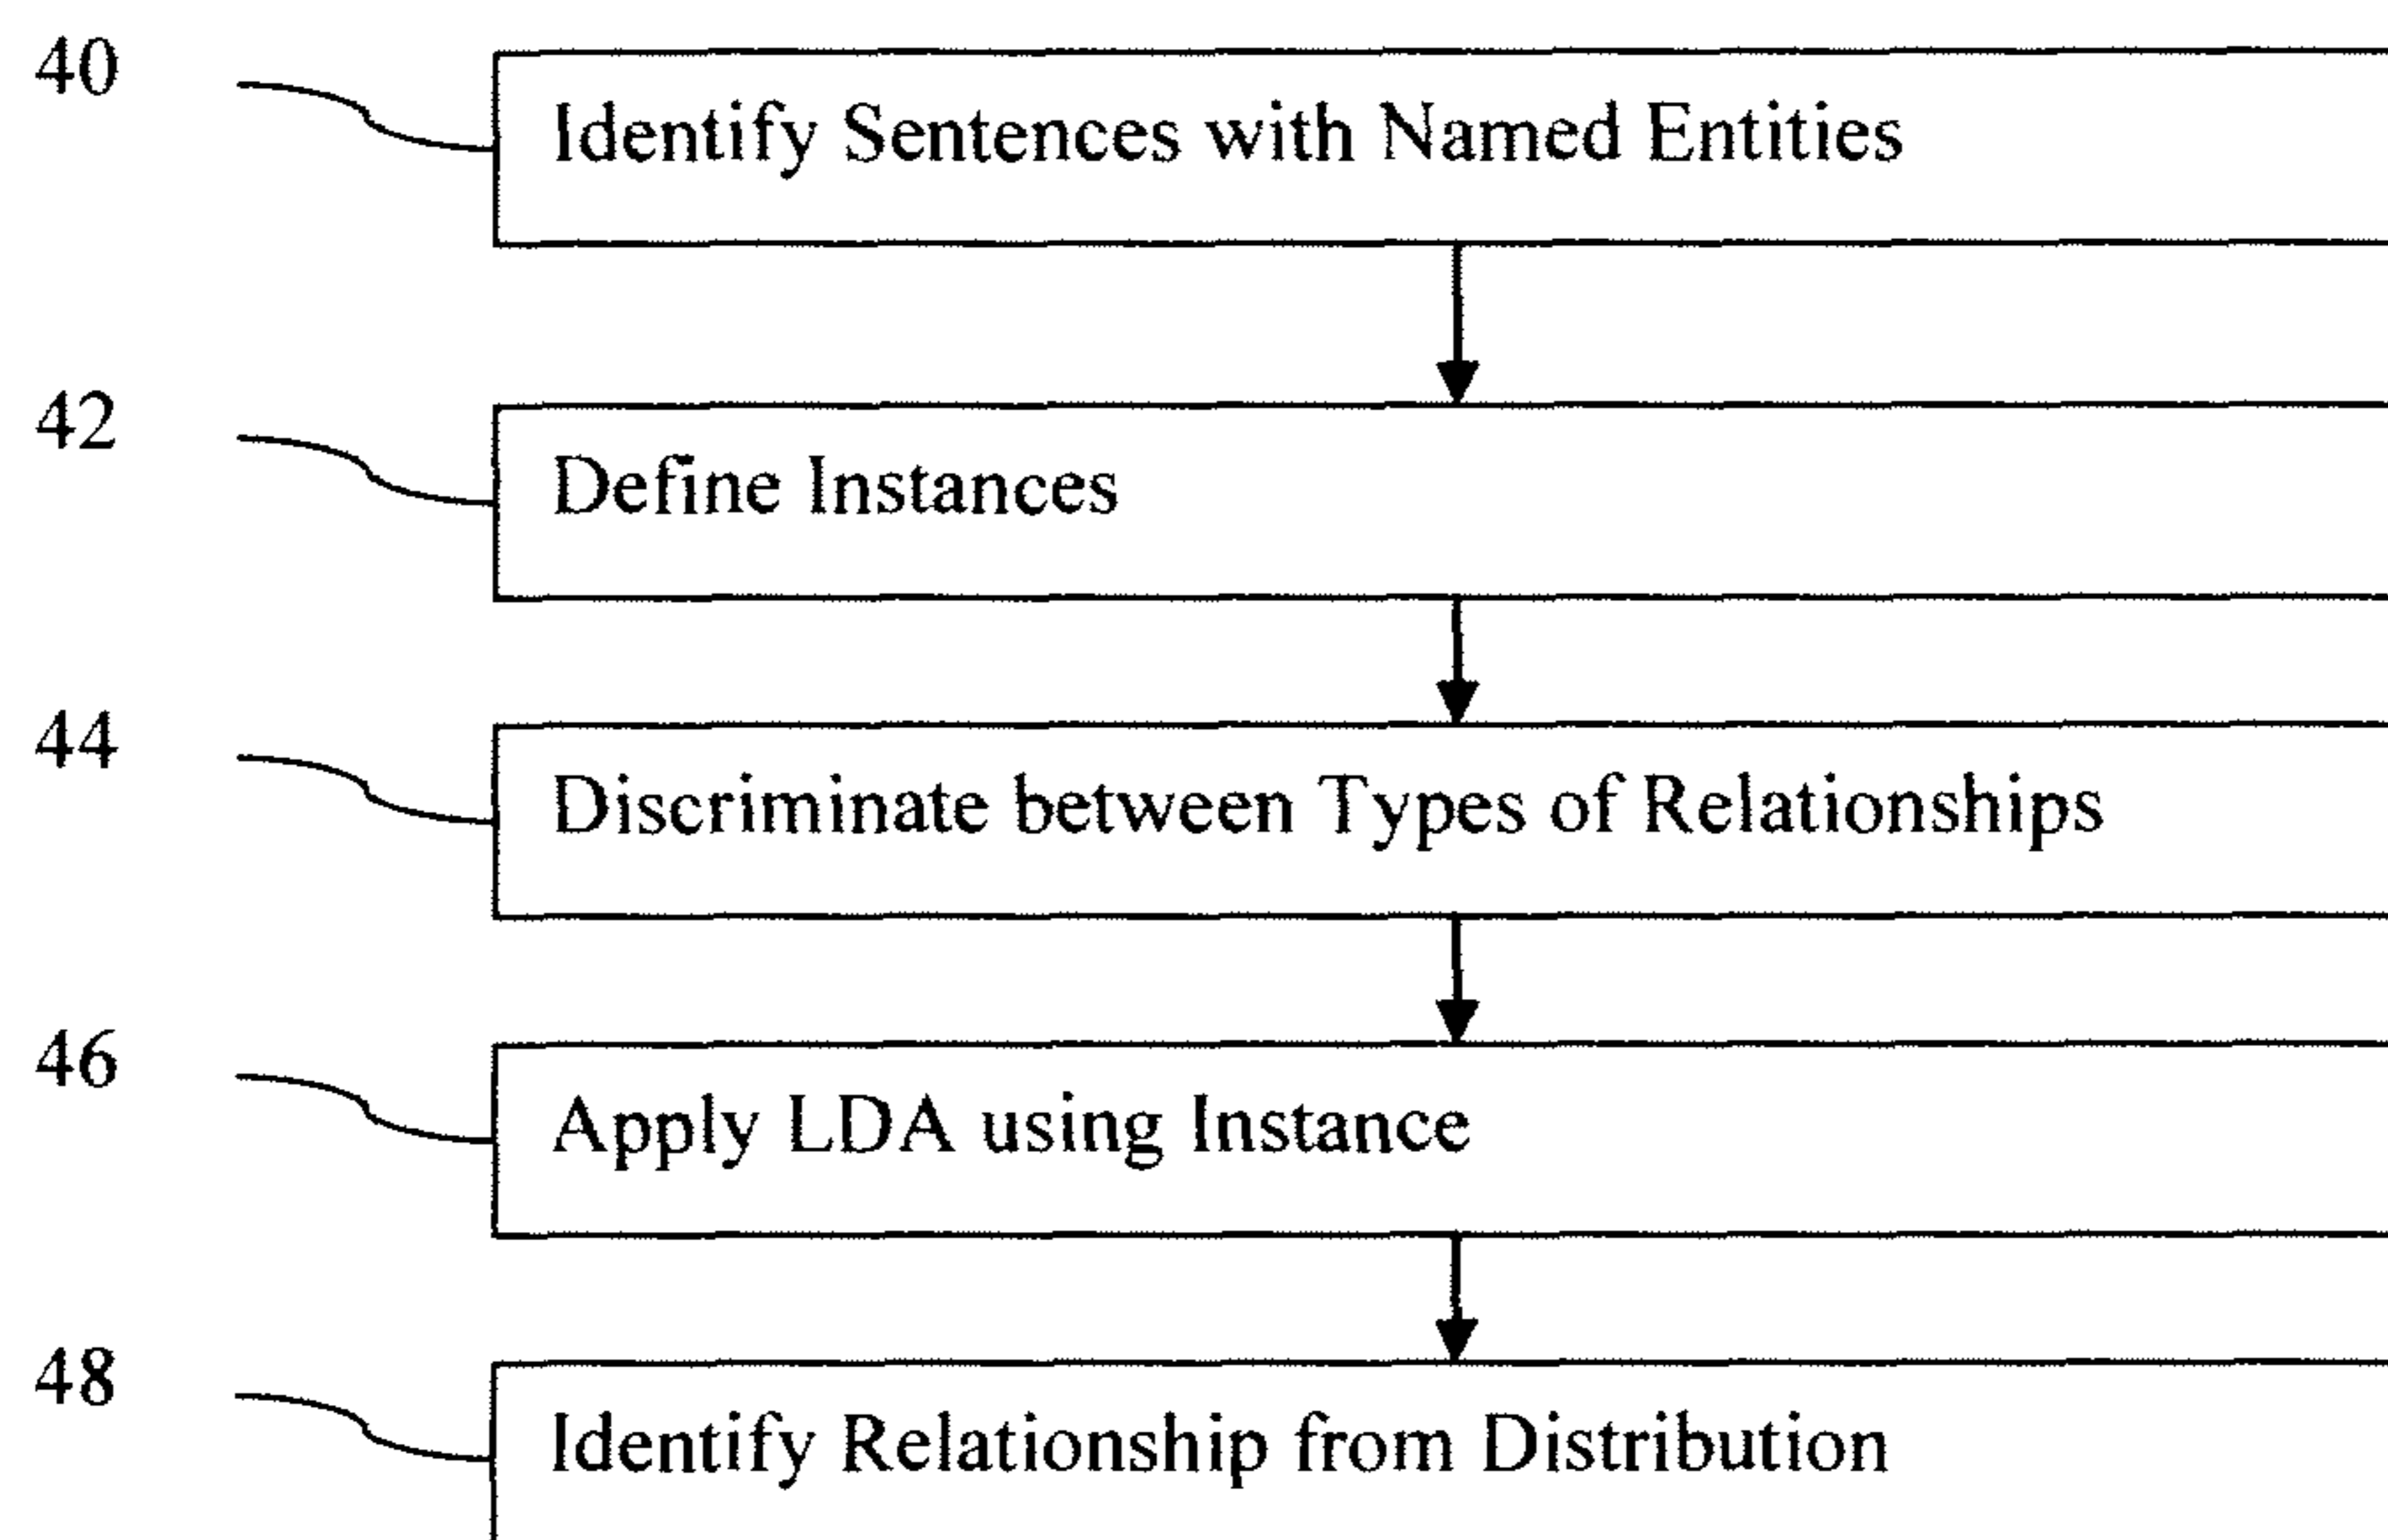 40
Identify Sentences with Named Entities
42
Define Instances
44
Discriminate between Types of Relationships
46
Apply LDA using Instance
48
Identify Relationship from Distribution